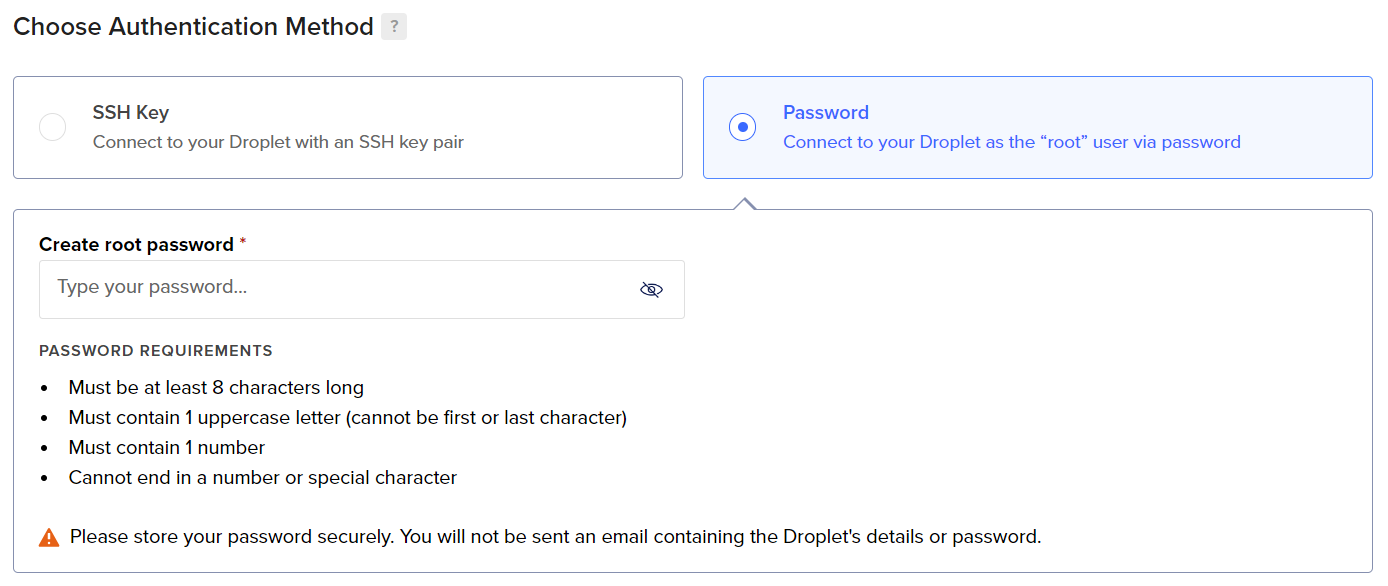 Choose Authentication Method ?
SSH Key
Connect to your Droplet with an SSH key pair
Password
Connect to your Droplet as the “root” user via password
Create root password *
Type your password...
PASSWORD REQUIREMENTS
• Must be at least 8 characters long
• Must contain 1 uppercase letter (cannot be first or last character)
• Must contain 1 number
• Cannot end in a number or special character
Please store your password securely. You will not be sent an email containing the Droplet's details or password.